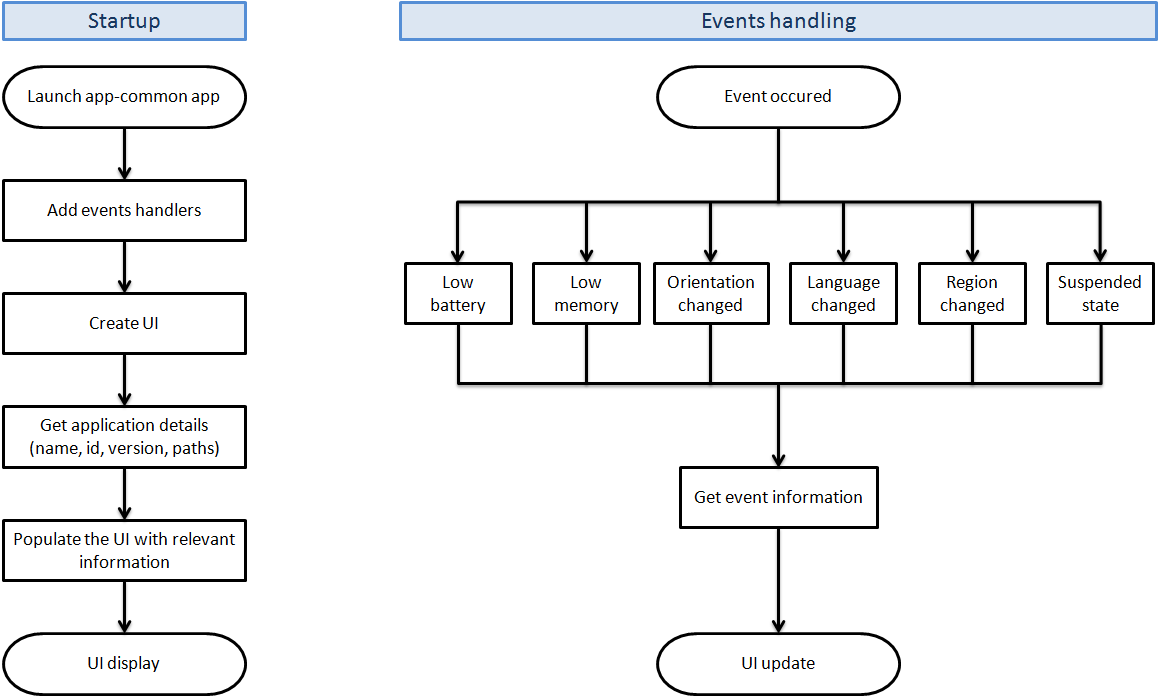 Startup
Launch app-common app
Add events handlers
Create UI
Get application details
(name, id, version, paths)
Populate the UI with relevant
information
UI display
Events handling
Event occured
Low
battery
Low
memory
Orientation
changed
Language
changed
Region
changed
Suspended
state
Get event information
UI update